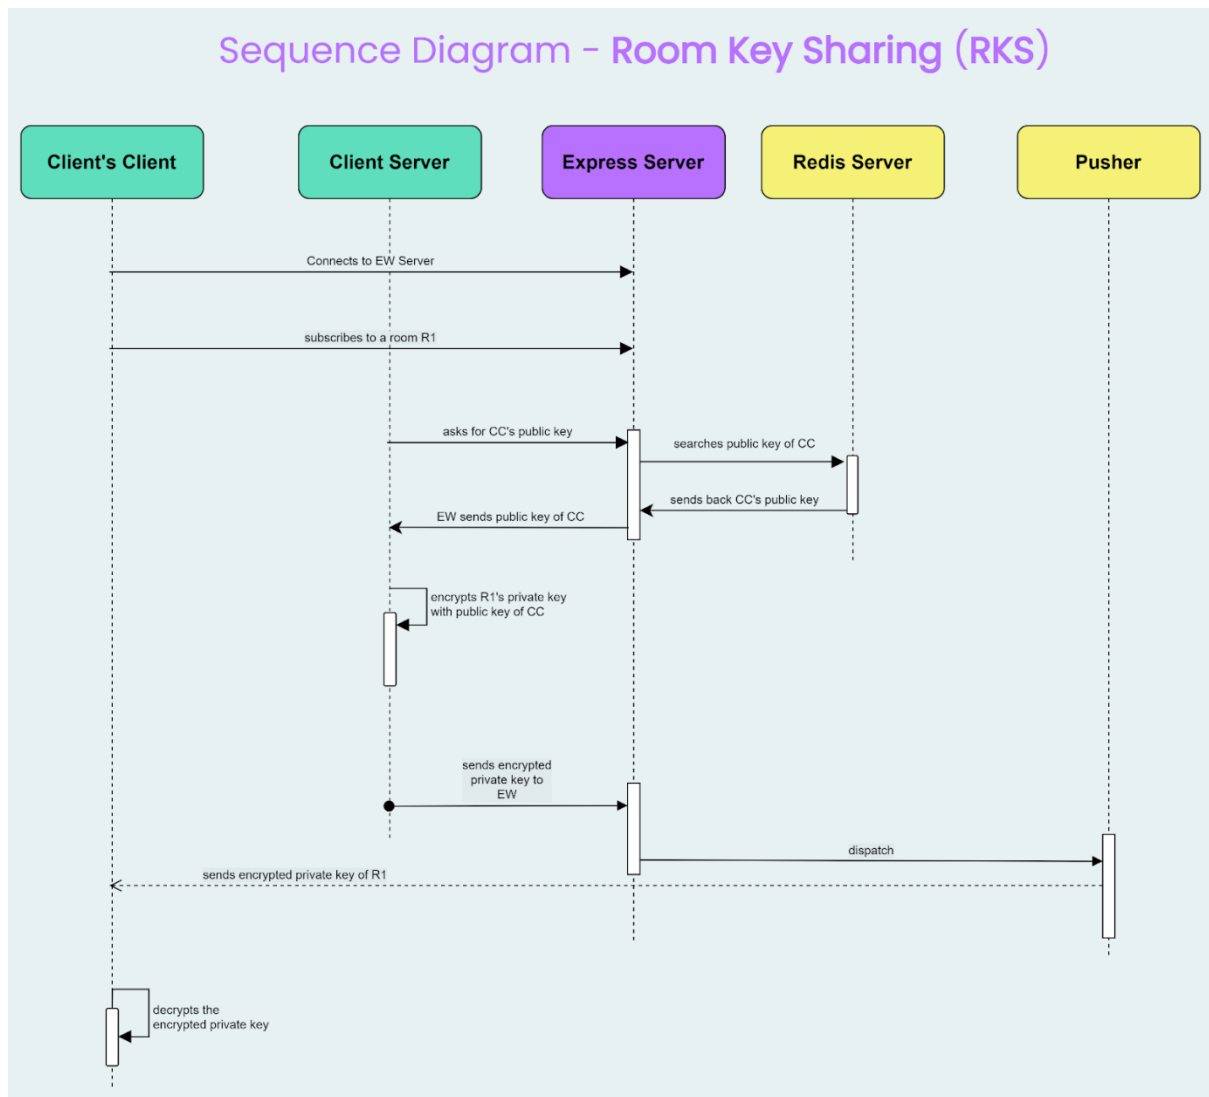 Sequence Diagram - Room Key Sharing (RKS)
Client's Client
Client Server
Express Server
Redis Server
Pusher
Connects to EW Server
subscribes to a room R1
asks for CC's public key
searches public key of CC
sends back CC's public key
EW sends public key of CC
encrypts R1's private key
with public key of CC
sends encrypted
private key to
EW
dispatch
sends encrypted private key of R1
decrypts the
encrypted private key